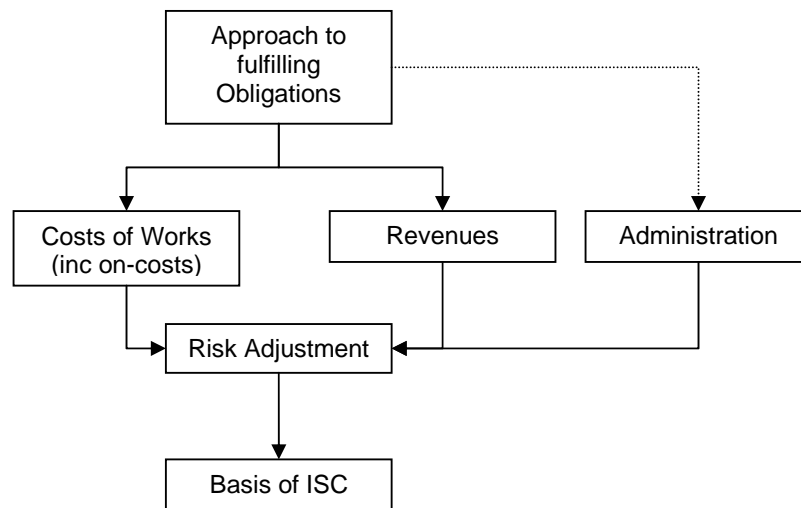 Approach to
fulfilling
Obligations
Costs of Works
(inc on-costs)
Revenues
Administration
Risk Adjustment
Basis of ISC